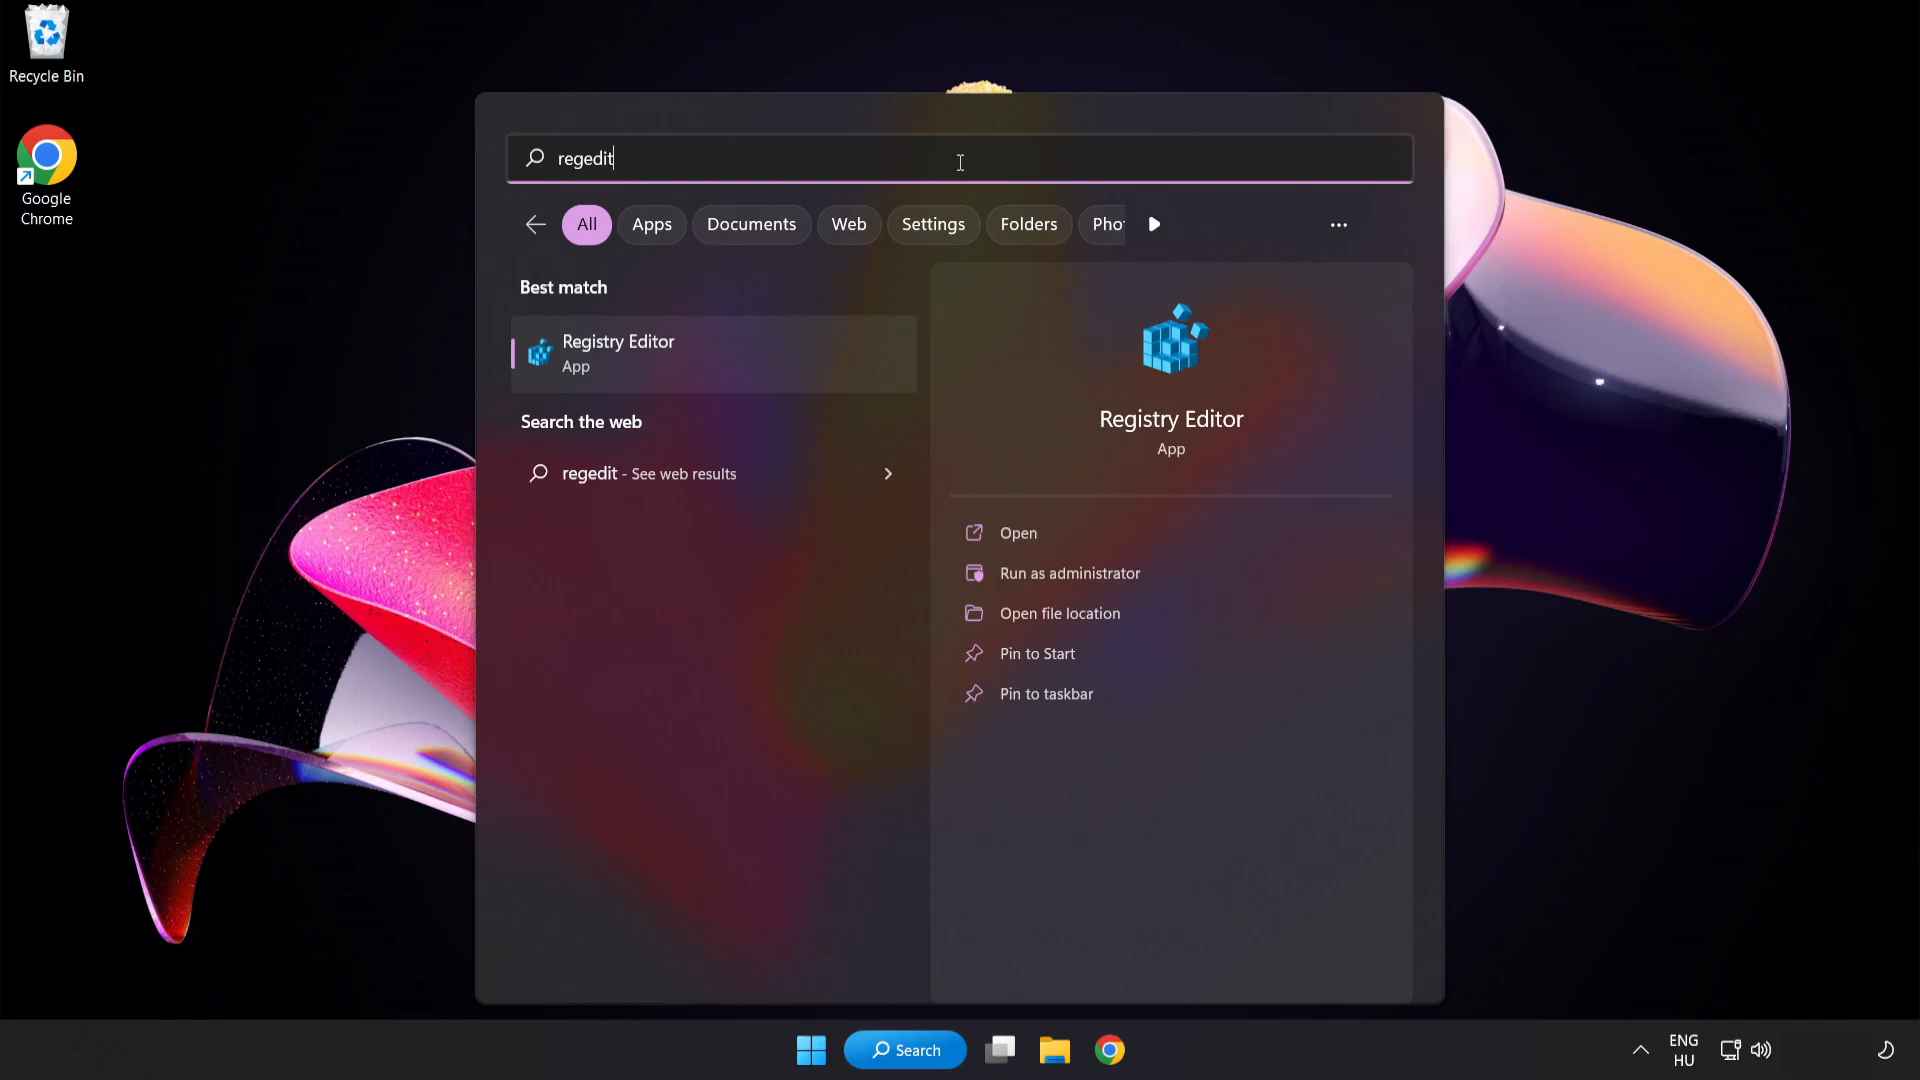 Recycle Bin
Google
Chrome
regedit
All
Apps
Documents
Web
Settings
Folders
Best match
Registry Editor
App
Search the web
regedit - See web results
Registry Editor
App
Open
Run as administrator
Open file location
Pin to Start
Pin to taskbar
Search
ENG
HU